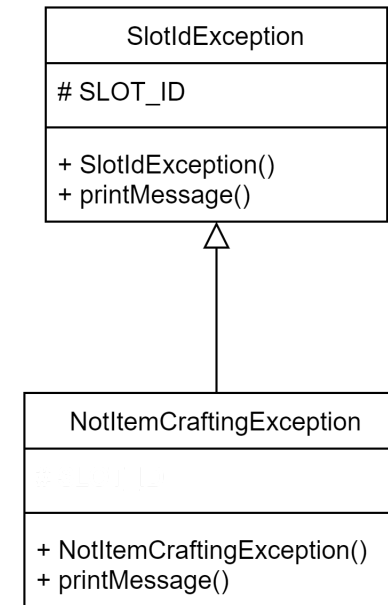 SlotIdException
# SLOT_ID
+ SlotIdException()
+ printMessage()
NotItemCraftingException
+ NotItemCraftingException()
+ printMessage()